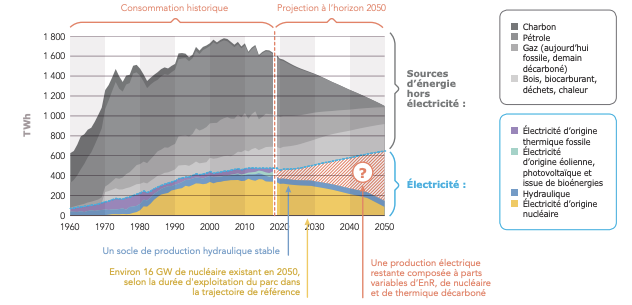 Consommation historique
Projection à l'horizon 2050
TWh
1 800
1 600
1 400
1 200
1 000
800
600
400
200
0
1960
1970
1980
1990
2000
2010
2020
2030
2040
2050
?
Sources
d'énergie
hors
électricité :
Électricité :
Charbon
Pétrole
Gaz (aujourd'hui
fossile, demain
décarboné)
Bois, biocarburant,
déchets, chaleur
Électricité d'origine
thermique fossile
Électricité
d'origine éolienne,
photovoltaïque et
issue de bioénergies
Hydraulique
Électricité d'origine
nucléaire
Un socle de production hydraulique stable
Environ 16 GW de nucléaire existant en 2050,
selon la durée d'exploitation du parc dans
la trajectoire de référence
Une production électrique
restante composée à parts
variables d'EnR, de nucléaire
et de thermique décarboné